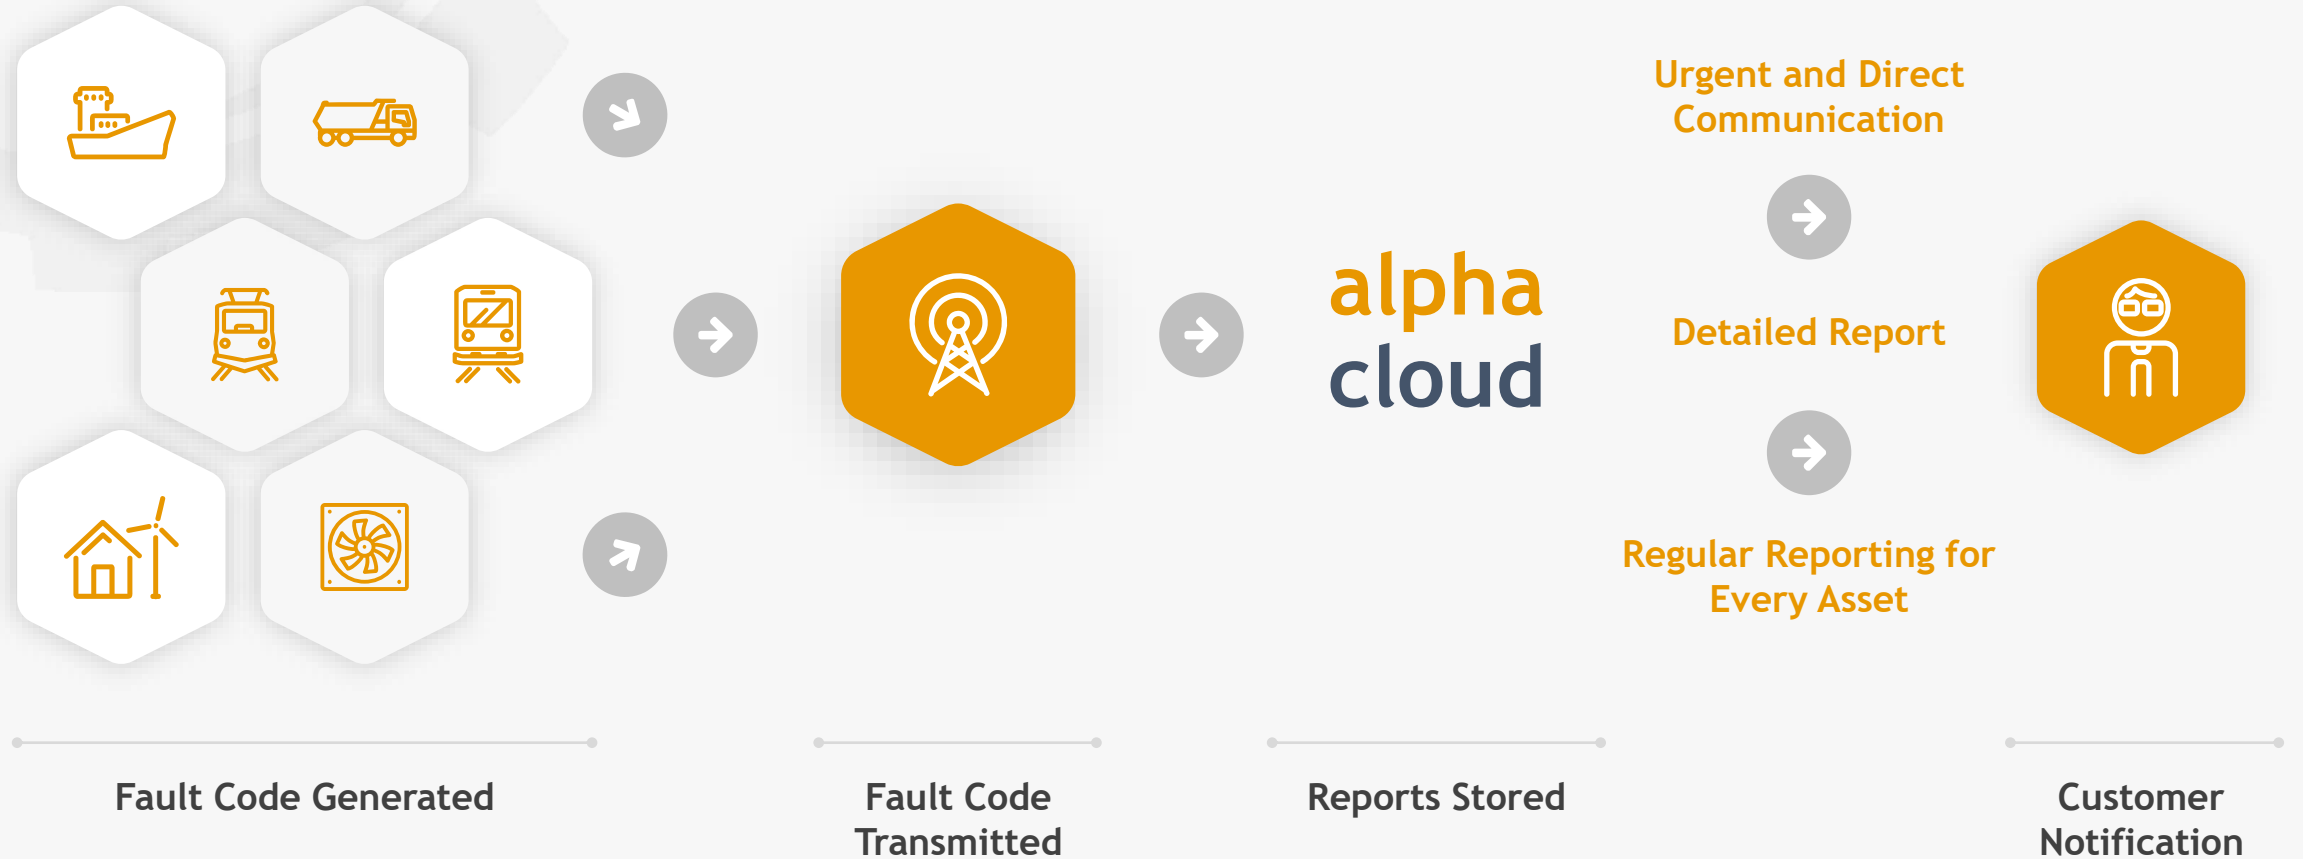 Urgent and Direct
Communication
alpha
cloud
Detailed Report
Regular Reporting for
Every Asset
Fault Code Generated
Fault Code
Transmitted
Reports Stored
Customer
Notification